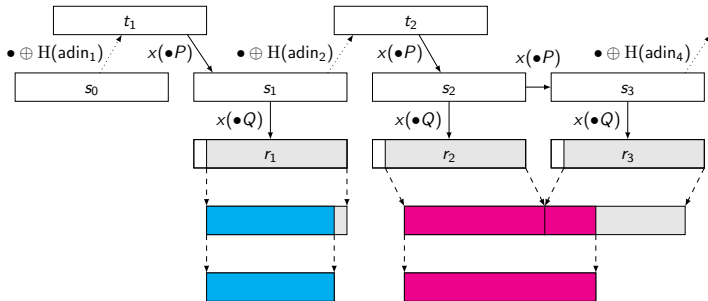 t₁ t₂
• ⊕ H(adin₁) x(•P) • ⊕ H(adin₂) x(•P) x(•P) • ⊕ H(adin₄)
s₀ s₁ s₂ s₃
x(•Q) x(•Q) x(•Q)
r₁ r₂ r₃